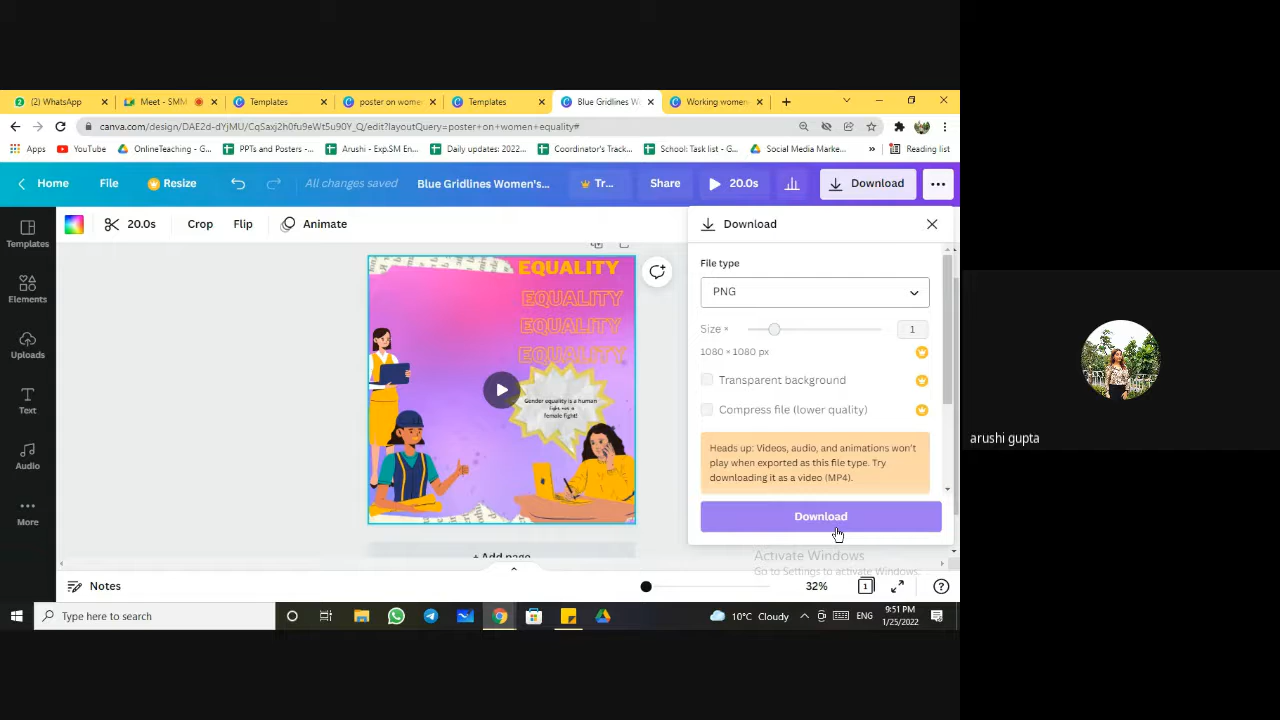 (2) WhatsApp
Meet - SMM
Templates
poster on wome
Templates
Blue Gridlines Wo
Working women
canva.com/design/DAE2d-dYjMU/CqSaxj2h0fu9eWt5u90Y_Q/edit?layoutQuery=poster+on+women+equality#
Apps
YouTube
OnlineTeaching - G...
PPTs and Posters -...
Arushi - Exp.SM En...
Daily updates: 2022...
Coordinator's Track...
School: Task list - G...
Social Media Marke...
»
Reading list
Home
File
Resize
All changes saved
Blue Gridlines Women's...
Tr...
Share
20.0s
Download
Templates
Elements
Uploads
Text
Audio
More
20.0s
Crop
Flip
Animate
EQUALITY
EQUALITY
EQUALITY
EQUALITY
Gender equality is a human
fight not a
female fight!
+ Add page
Download
File type
PNG
Size ×
1
1080 × 1080 px
Transparent background
Compress file (lower quality)
Heads up: Videos, audio, and animations won't
play when exported as this file type. Try
downloading it as a video (MP4).
Download
Activate Windows
Go to Settings to activate Windows.
Notes
32%
1
Type here to search
10°C Cloudy
ENG
9:51 PM
1/25/2022
arushi gupta